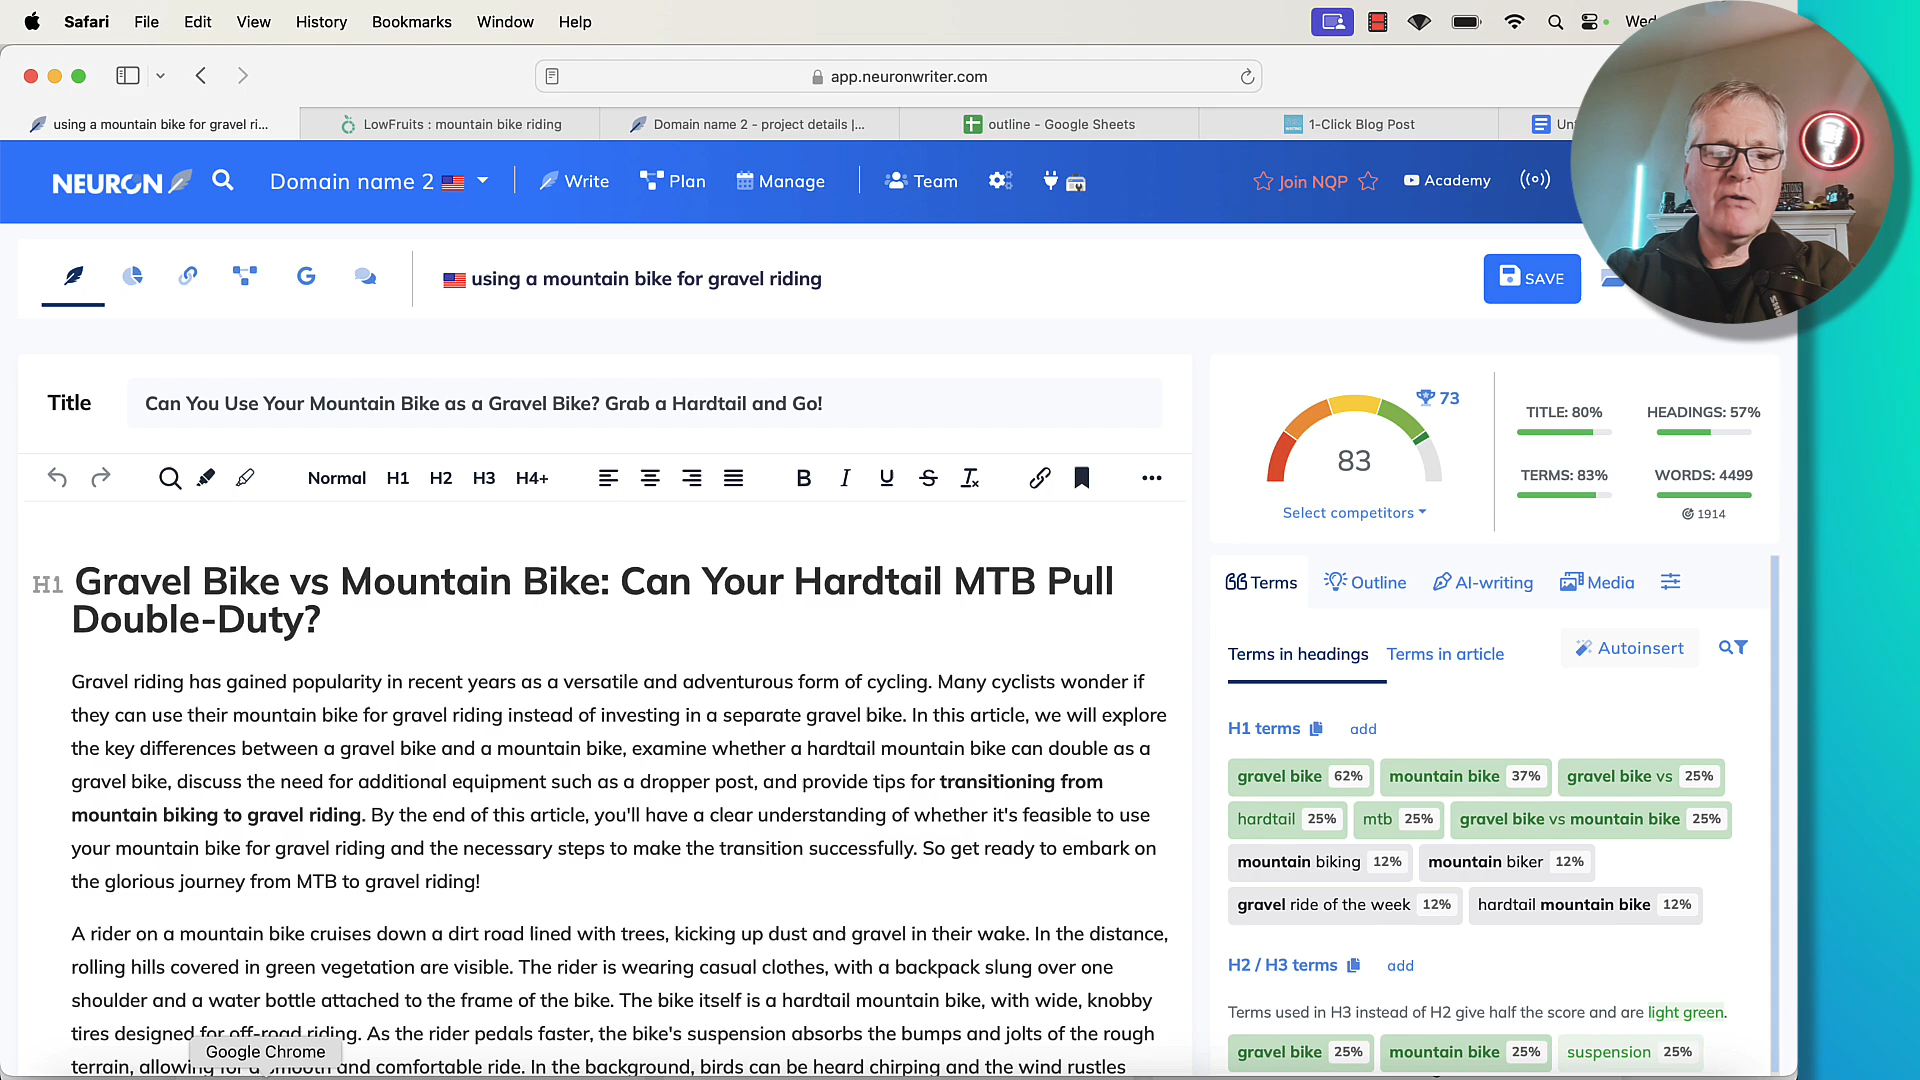 Safari File Edit View History Bookmarks Window Help Wed
app.neuronwriter.com
using a mountain bike for gravel ri... LowFruits : mountain bike riding Domain name 2 - project details |... outline - Google Sheets 1-Click Blog Post Un
NEURON Domain name 2 Write Plan Manage Team Join NQP Academy
using a mountain bike for gravel riding SAVE
Title Can You Use Your Mountain Bike as a Gravel Bike? Grab a Hardtail and Go!
Normal H1 H2 H3 H4+ B I U S
H1 Gravel Bike vs Mountain Bike: Can Your Hardtail MTB Pull
Double-Duty?
Gravel riding has gained popularity in recent years as a versatile and adventurous form of cycling. Many cyclists wonder if
they can use their mountain bike for gravel riding instead of investing in a separate gravel bike. In this article, we will explore
the key differences between a gravel bike and a mountain bike, examine whether a hardtail mountain bike can double as a
gravel bike, discuss the need for additional equipment such as a dropper post, and provide tips for transitioning from
mountain biking to gravel riding. By the end of this article, you'll have a clear understanding of whether it's feasible to use
your mountain bike for gravel riding and the necessary steps to make the transition successfully. So get ready to embark on
the glorious journey from MTB to gravel riding!
A rider on a mountain bike cruises down a dirt road lined with trees, kicking up dust and gravel in their wake. In the distance,
rolling hills covered in green vegetation are visible. The rider is wearing casual clothes, with a backpack slung over one
shoulder and a water bottle attached to the frame of the bike. The bike itself is a hardtail mountain bike, with wide, knobby
tires designed for off-road riding. As the rider pedals faster, the bike's suspension absorbs the bumps and jolts of the rough
terrain, allowing for a smooth and comfortable ride. In the background, birds can be heard chirping and the wind rustles
Google Chrome
73
83
Select competitors
TITLE: 80% HEADINGS: 57%
TERMS: 83% WORDS: 4499
1914
Terms Outline AI-writing Media
Terms in headings Terms in article Autoinsert
H1 terms add
gravel bike 62% mountain bike 37% gravel bike vs 25%
hardtail 25% mtb 25% gravel bike vs mountain bike 25%
mountain biking 12% mountain biker 12%
gravel ride of the week 12% hardtail mountain bike 12%
H2 / H3 terms add
Terms used in H3 instead of H2 give half the score and are light green.
gravel bike 25% mountain bike 25% suspension 25%